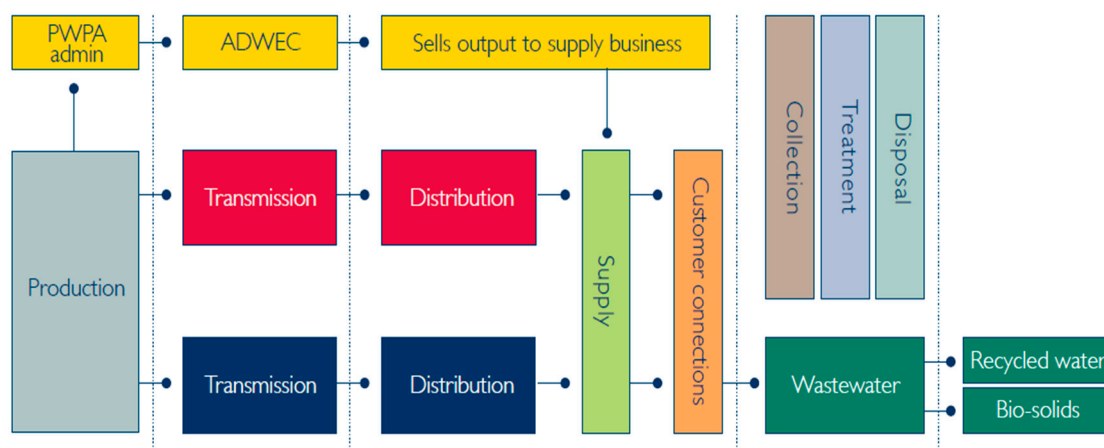 PWPA
admin
ADWEC
Sells output to supply business
Collection
Treatment
Disposal
Production
Transmission
Distribution
Supply
Customer connections
Transmission
Distribution
Wastewater
Recycled water
Bio-solids